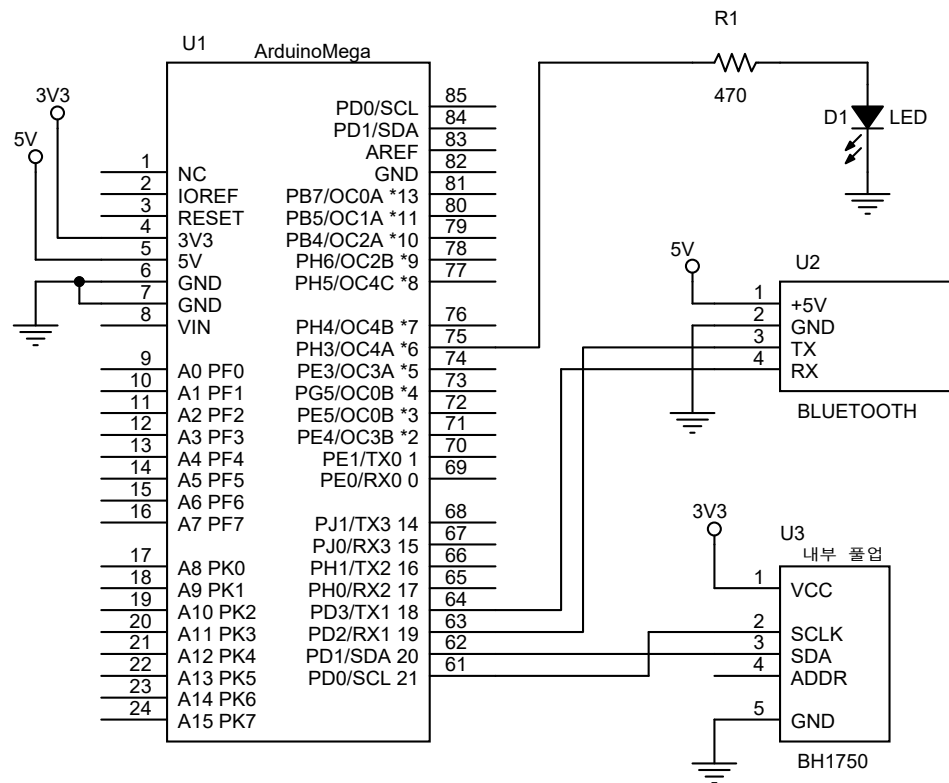 R1
470
D1 LED
U1
ArduinoMega
3V3
5V
1 NC
2 IOREF
3 RESET
4 3V3
5 5V
6 GND
7 GND
8 VIN
9 A0 PF0
10 A1 PF1
11 A2 PF2
12 A3 PF3
13 A4 PF4
14 A5 PF5
15 A6 PF6
16 A7 PF7
17 A8 PK0
18 A9 PK1
19 A10 PK2
20 A11 PK3
21 A12 PK4
22 A13 PK5
23 A14 PK6
24 A15 PK7
PD0/SCL 85
PD1/SDA 84
AREF 83
GND 82
PB7/OC0A *13 81
PB5/OC1A *11 80
PB4/OC2A *10 79
PH6/OC2B *9 78
PH5/OC4C *8 77
PH4/OC4B *7 76
PH3/OC4A *6 75
PE3/OC3A *5 74
PG5/OC0B *4 73
PE5/OC0B *3 72
PE4/OC3B *2 71
PE1/TX0 1 70
PE0/RX0 0 69
PJ1/TX3 14 68
PJ0/RX3 15 67
PH1/TX2 16 66
PH0/RX2 17 65
PD3/TX1 18 64
PD2/RX1 19 63
PD1/SDA 20 62
PD0/SCL 21 61
5V
U2
1 +5V
2 GND
3 TX
4 RX
BLUETOOTH
3V3
U3
내부 풀업
1 VCC
2 SCLK
3 SDA
4 ADDR
5 GND
BH1750